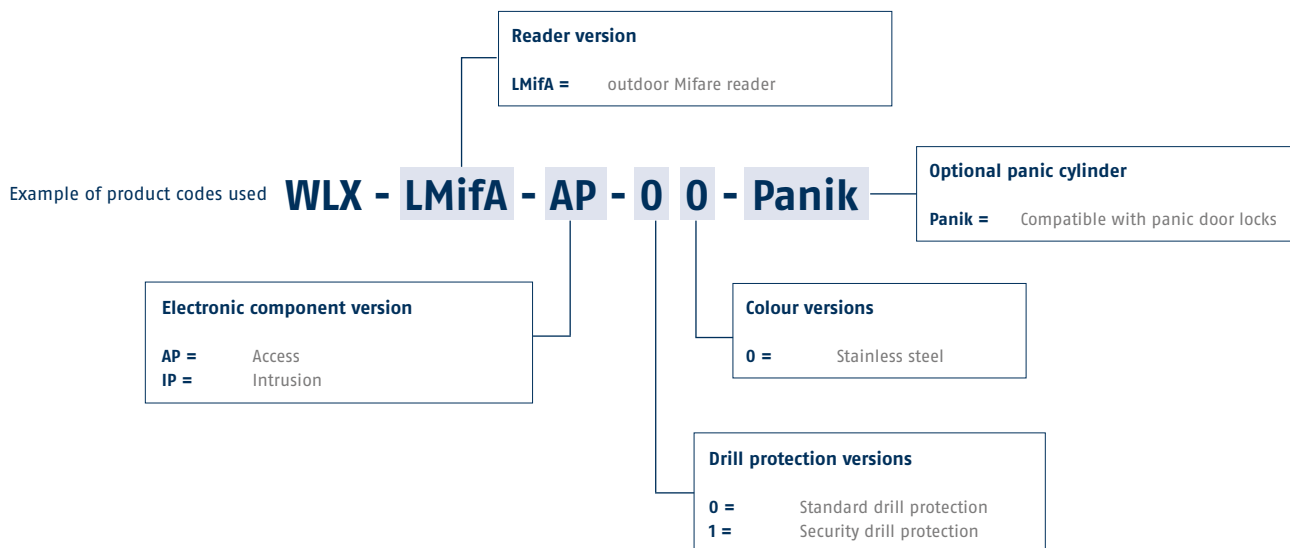 Reader version
LMifA = outdoor Mifare reader
Example of product codes used WLX - LMifA - AP - 0 0 - Panik
Optional panic cylinder
Panik = Compatible with panic door locks
Electronic component version
AP = Access
IP = Intrusion
Colour versions
0 = Stainless steel
Drill protection versions
0 = Standard drill protection
1 = Security drill protection